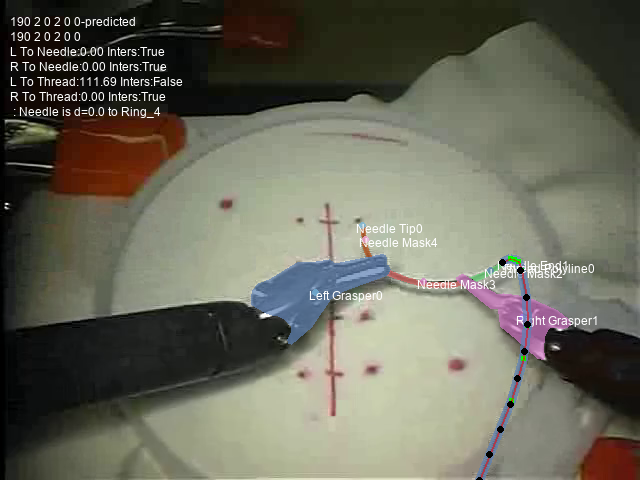 190 2 0 2 0 0-predicted
190 2 0 2 0 0
L To Needle:0.00 Inters:True
R To Needle:0.00 Inters:True
L To Thread:111.69 Inters:False
R To Thread:0.00 Inters:True
: Needle is d=0.0 to Ring_4
Needle Tip0
Needle Mask4
Needle End1
Needle Mask2
Needle Mask3
Left Grasper0
Right Grasper1